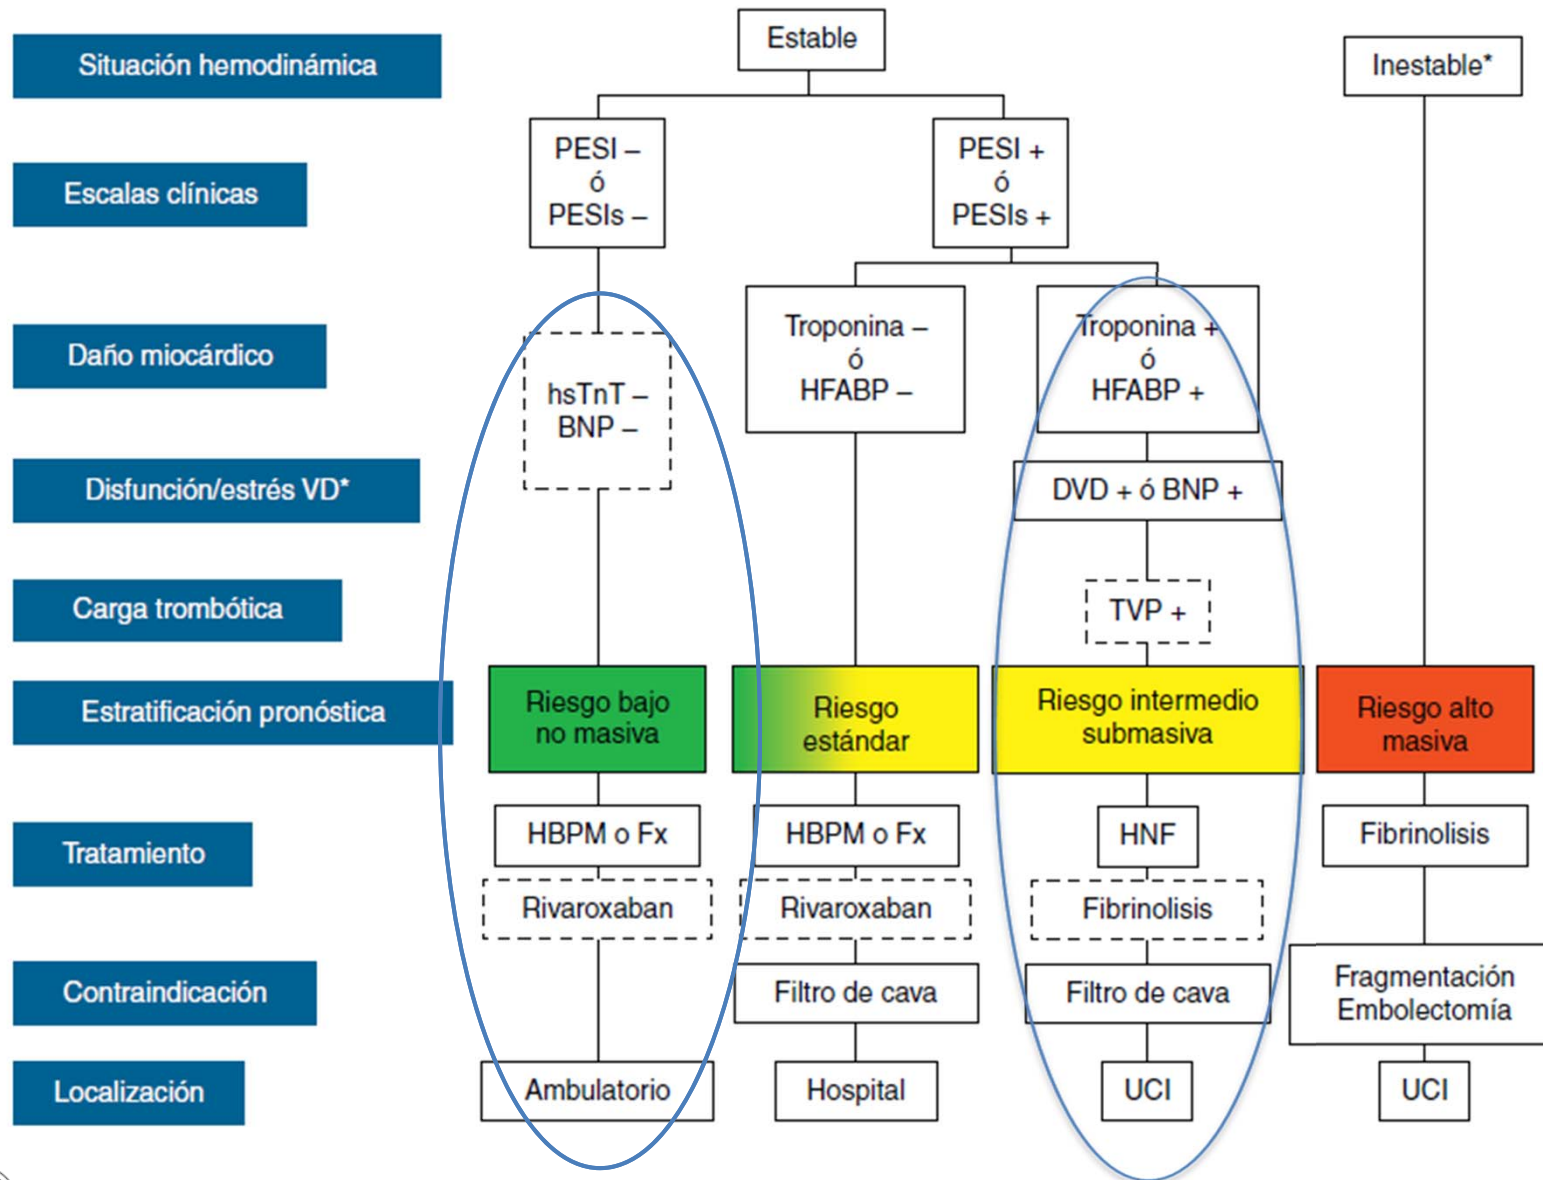 Situación hemodinámica
Estable
Inestable*
Escalas clínicas
PESI –
ó
PESIs –
PESI +
ó
PESIs +
Daño miocárdico
hsTnT –
BNP –
Troponina –
ó
HFABP –
Troponina +
ó
HFABP +
Disfunción/estrés VD*
DVD + ó BNP +
Carga trombótica
TVP +
Estratificación pronóstica
Riesgo bajo
no masiva
Riesgo
estándar
Riesgo intermedio
submasiva
Riesgo alto
masiva
Tratamiento
HBPM o Fx
HBPM o Fx
HNF
Fibrinolisis
Rivaroxaban
Rivaroxaban
Fibrinolisis
Contraindicación
Filtro de cava
Filtro de cava
Fragmentación
Embolectomía
Localización
Ambulatorio
Hospital
UCI
UCI